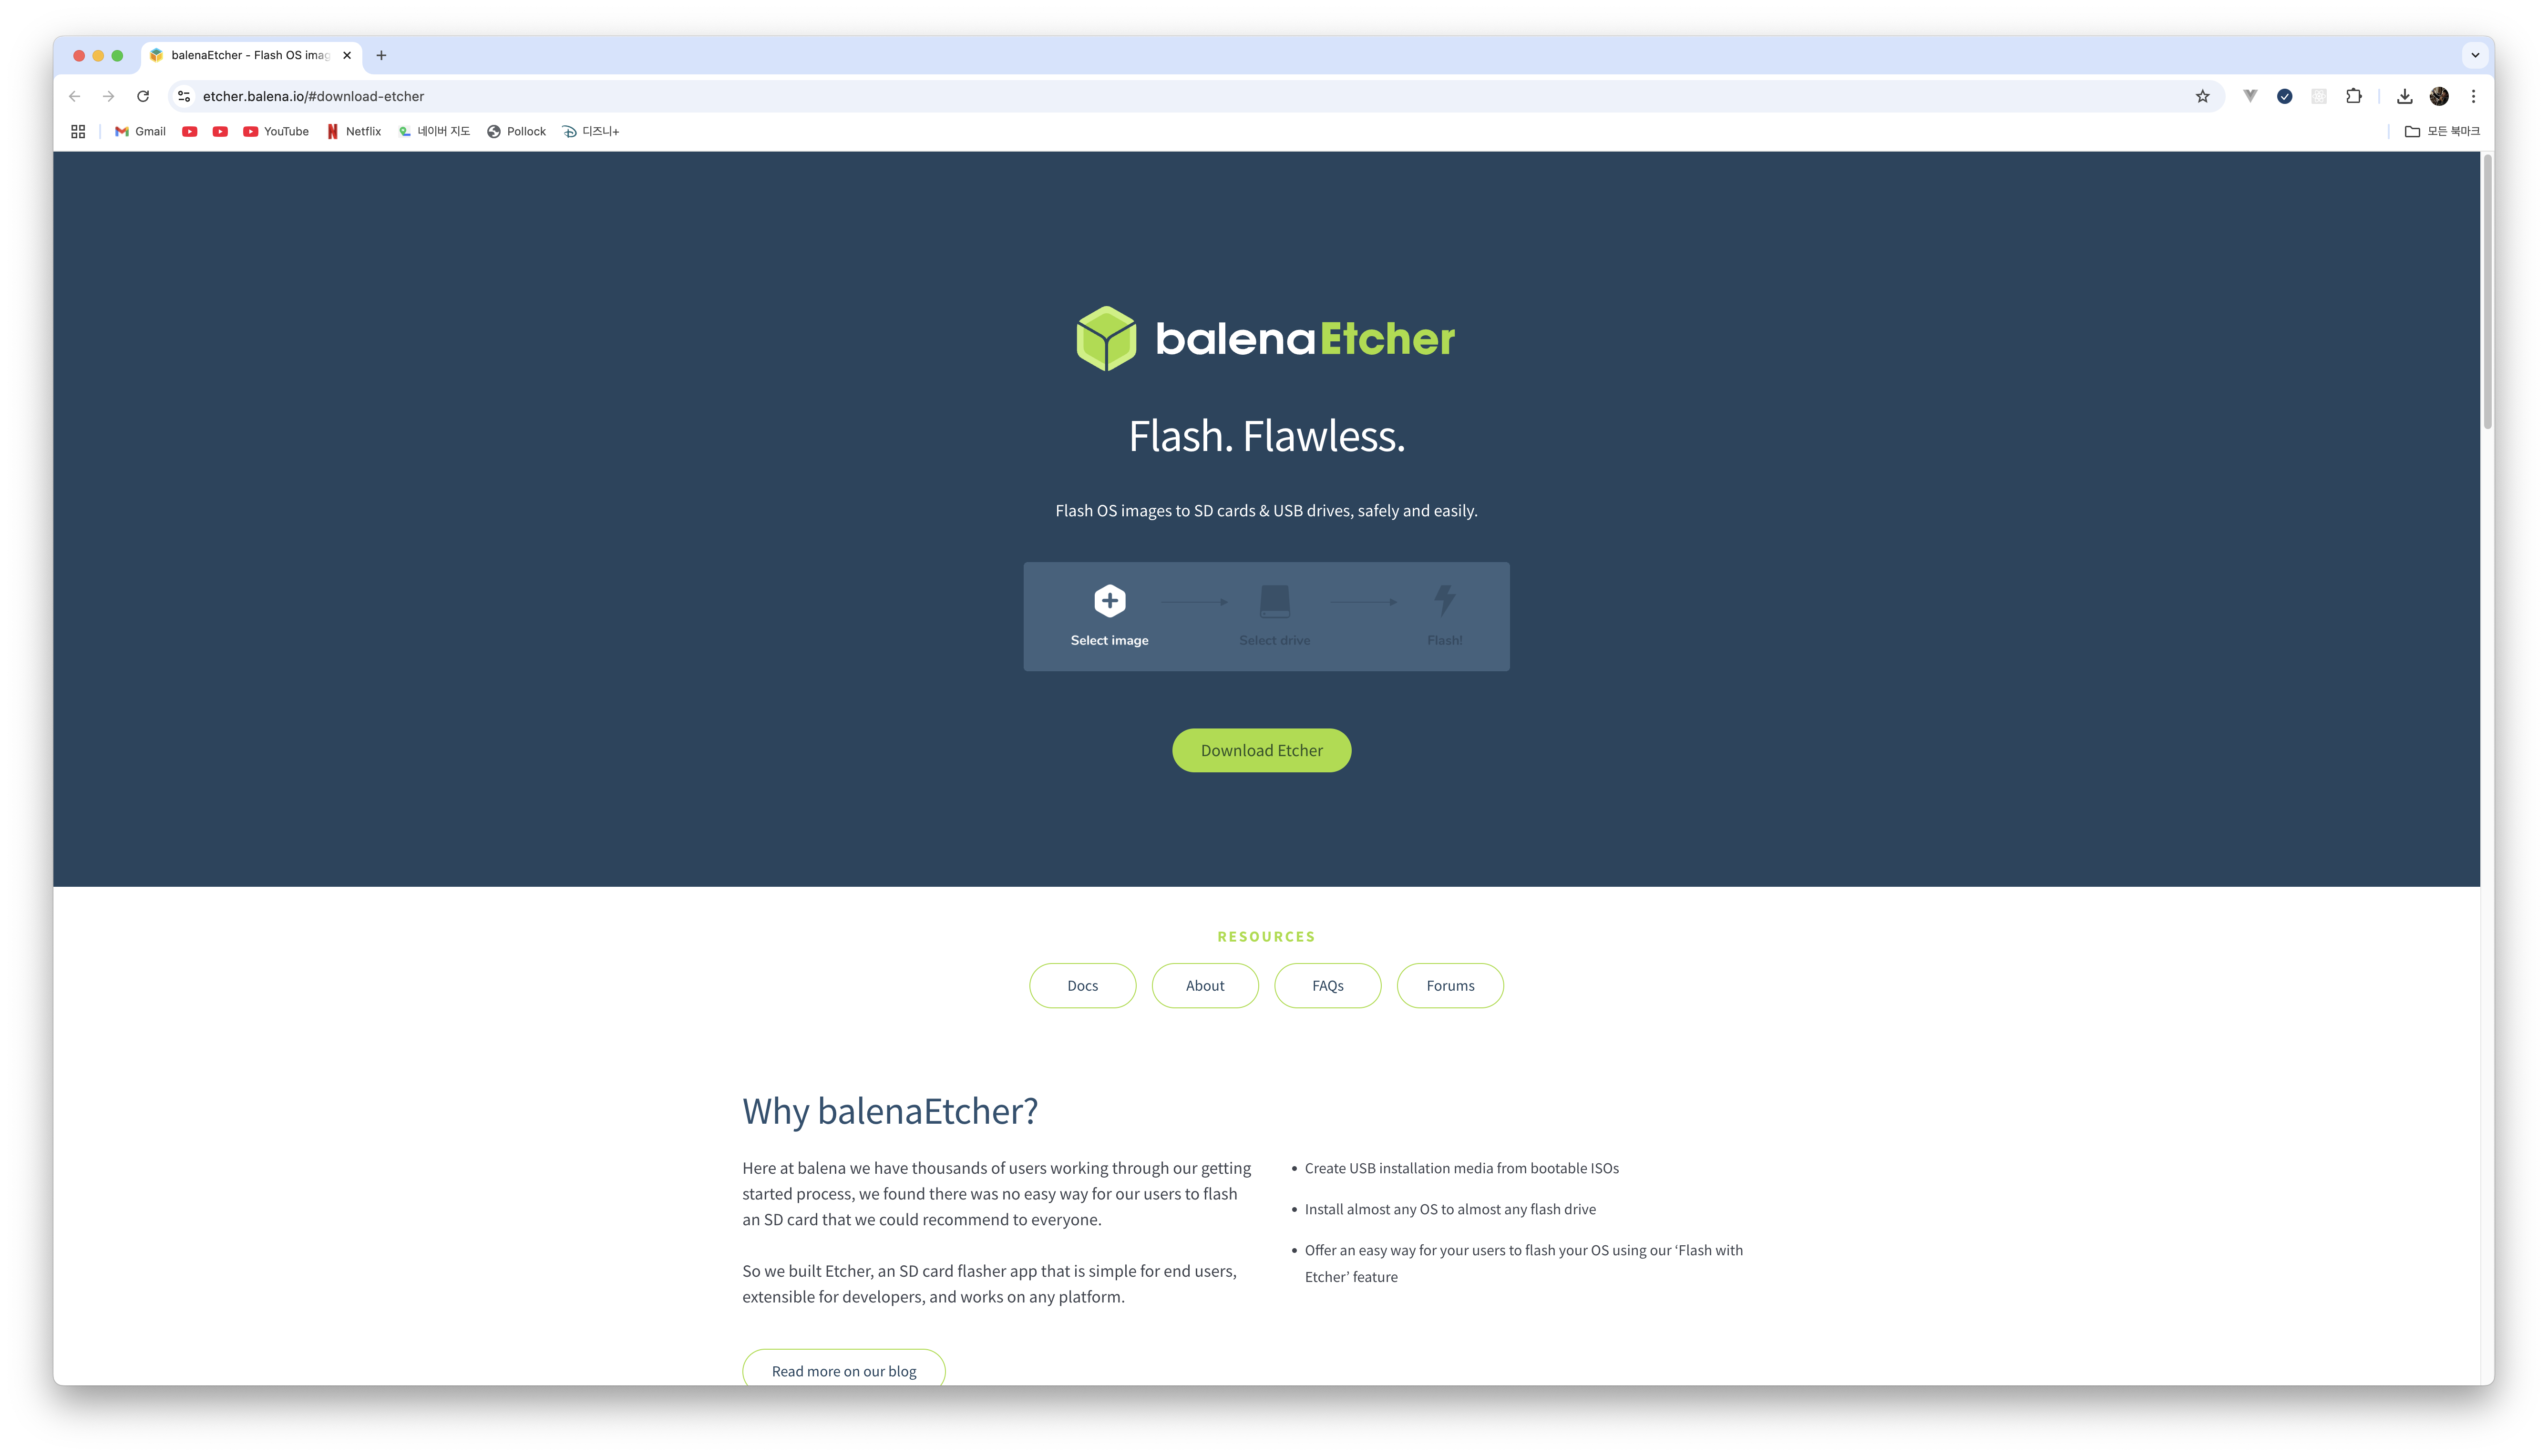 balenaEtcher - Flash OS imag
etcher.balena.io/#download-etcher
Gmail YouTube Netflix 네이버 지도 Pollock 디즈니+ 모든 북마크
balenaEtcher
Flash. Flawless.
Flash OS images to SD cards & USB drives, safely and easily.
Select image Select drive Flash!
Download Etcher
RESOURCES
Docs About FAQs Forums
Why balenaEtcher?
Here at balena we have thousands of users working through our getting
started process, we found there was no easy way for our users to flash
an SD card that we could recommend to everyone.
So we built Etcher, an SD card flasher app that is simple for end users,
extensible for developers, and works on any platform.
Read more on our blog
• Create USB installation media from bootable ISOs
• Install almost any OS to almost any flash drive
• Offer an easy way for your users to flash your OS using our ‘Flash with
Etcher’ feature